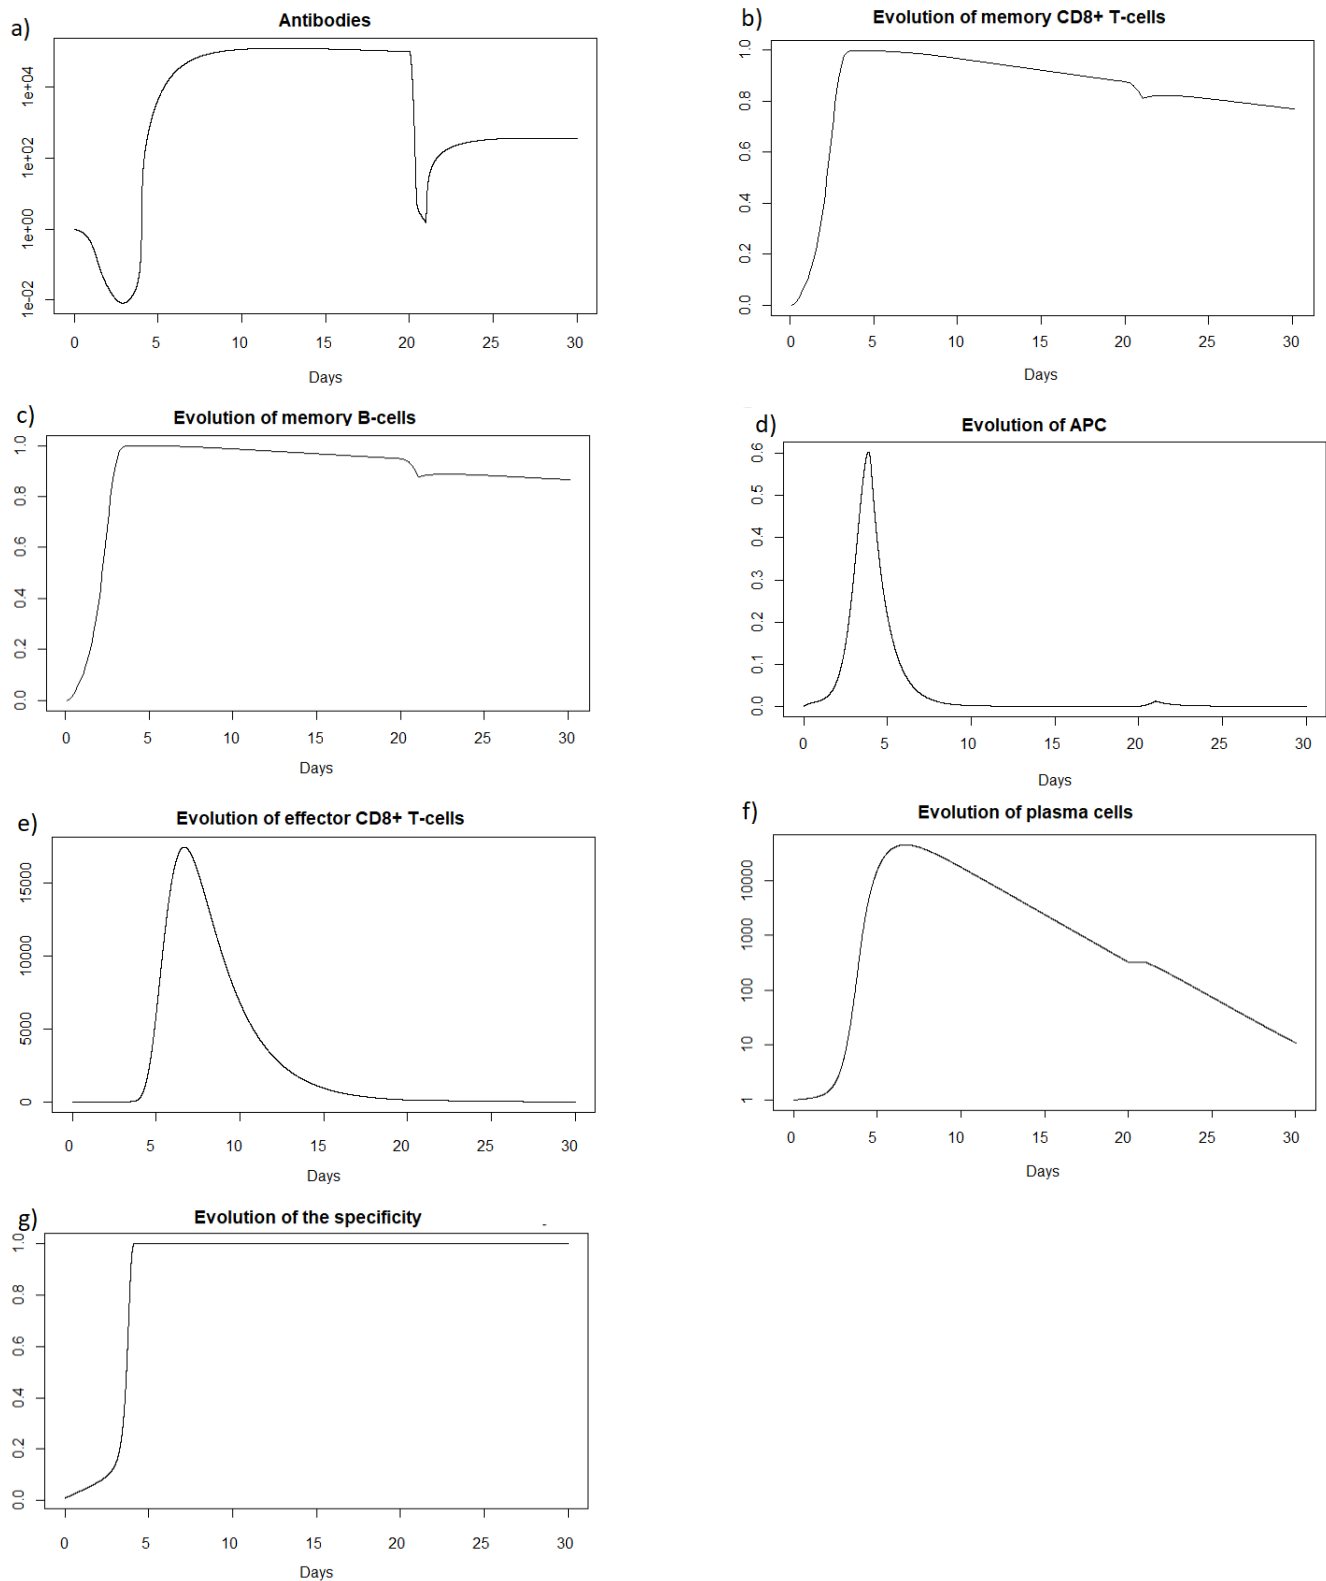 a)
Antibodies
1e+04
1e+02
1e+00
1e-02
0 5 10 15 20 25 30
Days
b)
Evolution of memory CD8+ T-cells
1.0
0.8
0.6
0.4
0.2
0.0
0 5 10 15 20 25 30
Days
c)
Evolution of memory B-cells
1.0
0.8
0.6
0.4
0.2
0.0
0 5 10 15 20 25 30
Days
d)
Evolution of APC
0.6
0.5
0.4
0.3
0.2
0.1
0.0
0 5 10 15 20 25 30
Days
e)
Evolution of effector CD8+ T-cells
15000
10000
5000
0
0 5 10 15 20 25 30
Days
f)
Evolution of plasma cells
10000
1000
100
10
1
0 5 10 15 20 25 30
Days
g)
Evolution of the specificity
1.0
0.8
0.6
0.4
0.2
0.0
0 5 10 15 20 25 30
Days